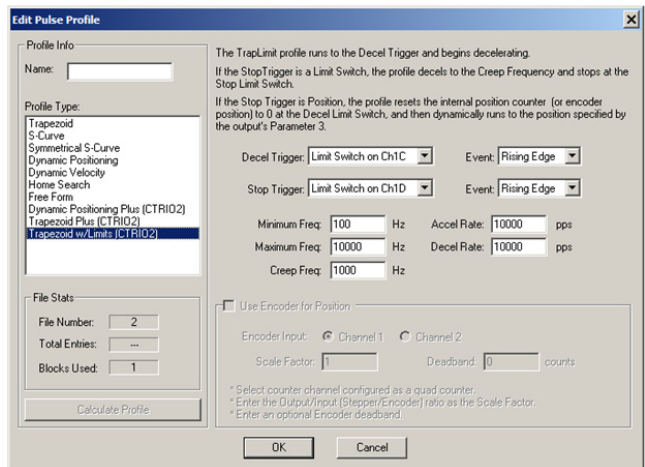 Edit Pulse Profile
Profile Info
Name:
Profile Type:
Trapezoid
S-Curve
Symmetrical S-Curve
Dynamic Positioning
Dynamic Velocity
Home Search
Free Form
Dynamic Positioning Plus (CTRIO2)
Trapezoid Plus (CTRIO2)
Trapezoid w/Limits (CTRIO2)
File Stats
File Number: 2
Total Entries: ---
Blocks Used: 1
Calculate Profile
The TrapLimit profile runs to the Decel Trigger and begins decelerating.
If the StopTrigger is a Limit Switch, the profile decels to the Creep Frequency and stops at the
Stop Limit Switch.
If the Stop Trigger is Position, the profile resets the internal position counter (or encoder
position) to 0 at the Decel Limit Switch, and then dynamically runs to the position specified by
the output's Parameter 3.
Decel Trigger: Limit Switch on Ch1C Event: Rising Edge
Stop Trigger: Limit Switch on Ch1D Event: Rising Edge
Minimum Freq: 100 Hz Accel Rate: 10000 pps
Maximum Freq: 10000 Hz Decel Rate: 10000 pps
Creep Freq: 1000 Hz
Use Encoder for Position
Encoder Input: Channel 1 Channel 2
Scale Factor: 1 Deadband: 0 counts
* Select counter channel configured as a quad counter.
* Enter the Output/Input (Stepper/Encoder) ratio as the Scale Factor.
* Enter an optional Encoder deadband.
OK Cancel